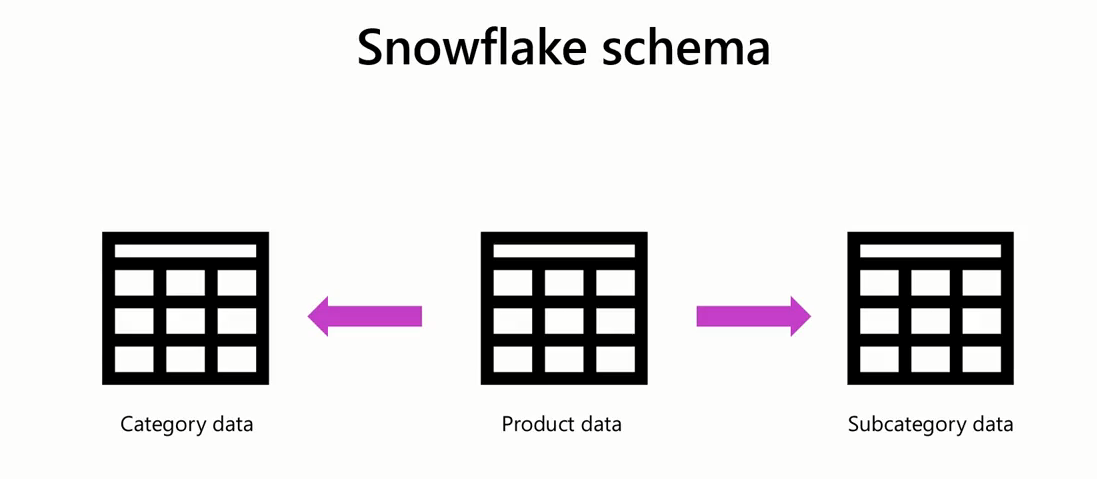 Snowflake schema
Category data
Product data
Subcategory data